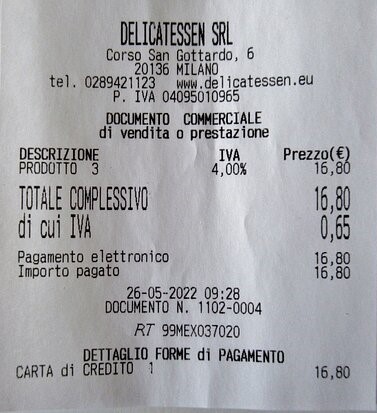 DELICATESSEN SRL
Corso San Gottardo, 6
20136 MILANO
tel. 0289421123 www.delicatessen.eu
P. IVA 04095010965
DOCUMENTO COMMERCIALE
di vendita o prestazione
DESCRIZIONE IVA Prezzo(€)
PRODOTTO 3 4,00% 16,80
TOTALE COMPLESSIVO 16,80
di cui IVA 0,65
Pagamento elettronico 16,80
Importo pagato 16,80
26-05-2022 09:28
DOCUMENTO N. 1102-0004
RT 99MEX037020
DETTAGLIO FORME di PAGAMENTO
CARTA di CREDITO 1 16,80